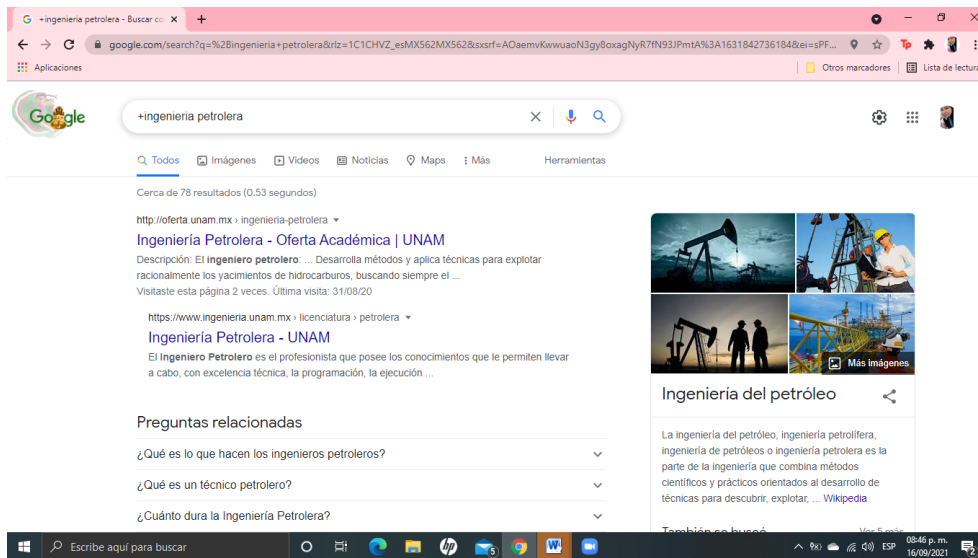 +ingenieria petrolera - Buscar co
google.com/search?q=%2Bingenieria+petrolera&rlz=1C1CHVZ_esMX562MX562&sxsrf=AOaemvKwwuaoN3gy8oxagNyR7fN93JPmtA%3A1631842736184&ei=sPF...
Aplicaciones
Otros marcadores
Lista de lectura
Google
+ingenieria petrolera
Todos
Imágenes
Videos
Noticias
Maps
Más
Herramientas
Cerca de 78 resultados (0.53 segundos)
http://oferta.unam.mx › ingenieria-petrolera
Ingeniería Petrolera - Oferta Académica | UNAM
Descripción: El ingeniero petrolero: ... Desarrolla métodos y aplica técnicas para explotar
racionalmente los yacimientos de hidrocarburos, buscando siempre el ...
Visitaste esta página 2 veces. Última visita: 31/08/20
https://www.ingenieria.unam.mx › licenciatura › petrolera
Ingeniería Petrolera - UNAM
El Ingeniero Petrolero es el profesionista que posee los conocimientos que le permiten llevar
a cabo, con excelencia técnica, la programación, la ejecución ...
Preguntas relacionadas
¿Qué es lo que hacen los ingenieros petroleros?
¿Qué es un técnico petrolero?
¿Cuánto dura la Ingeniería Petrolera?
Más imágenes
Ingeniería del petróleo
La ingeniería del petróleo, ingeniería petrolífera,
ingeniería de petróleos o ingeniería petrolera es la
parte de la ingeniería que combina métodos
científicos y prácticos orientados al desarrollo de
técnicas para descubrir, explotar, ... Wikipedia
También se buscó
Ver 5 más
Escribe aquí para buscar
ESP
08:46 p. m.
16/09/2021